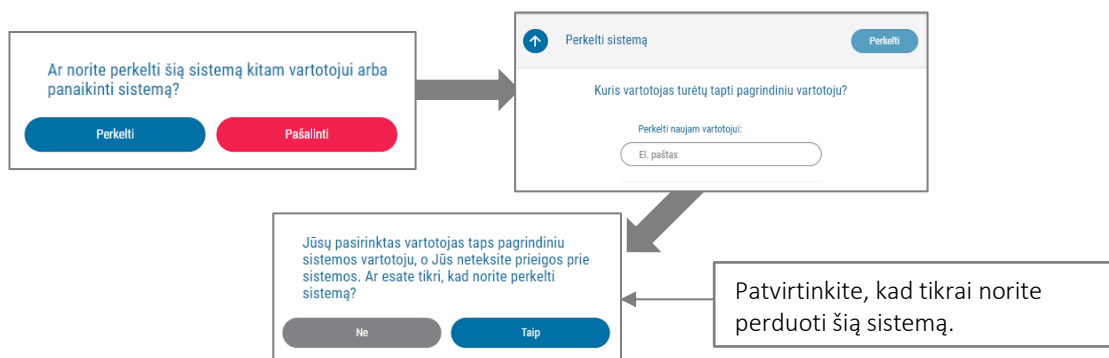 Ar norite perkelti šią sistemą kitam vartotojui arba
panaikinti sistemą?
Perkelti
Pašalinti
Perkelti sistemą
Perkelti
Kuris vartotojas turėtų tapti pagrindiniu vartotoju?
Perkelti naujam vartotojui:
El. paštas
Jūsų pasirinktas vartotojas taps pagrindiniu
sistemos vartotoju, o Jūs neteksite prieigos prie
sistemos. Ar esate tikri, kad norite perkelti
sistemą?
Ne
Taip
Patvirtinkite, kad tikrai norite
perduoti šią sistemą.